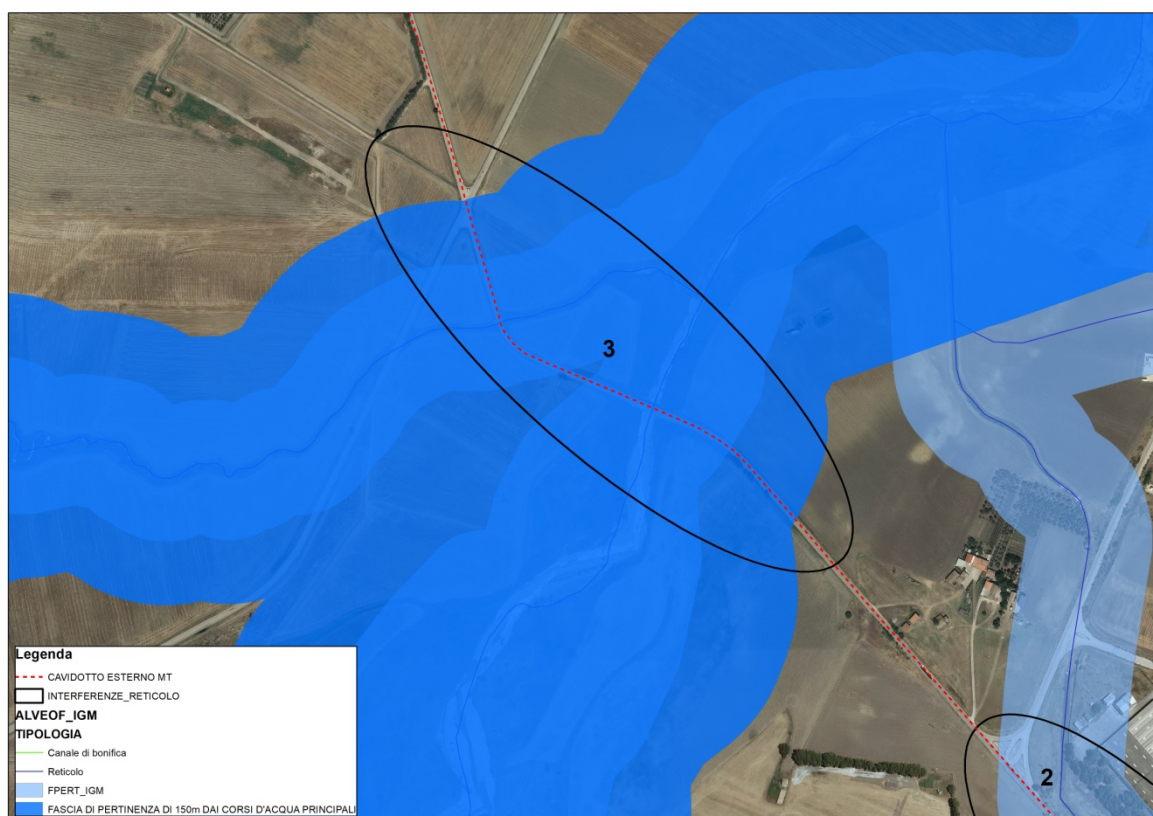 3
2
Legenda
CAVIDOTTO ESTERNO MT
INTERFERENZE_RETICOLO
ALVEOF_IGM
TIPOLOGIA
Canale di bonifica
Reticolo
FPERT_IGM
FASCIA DI PERTINENZA DI 150m DAI CORSI D'ACQUA PRINCIPALI